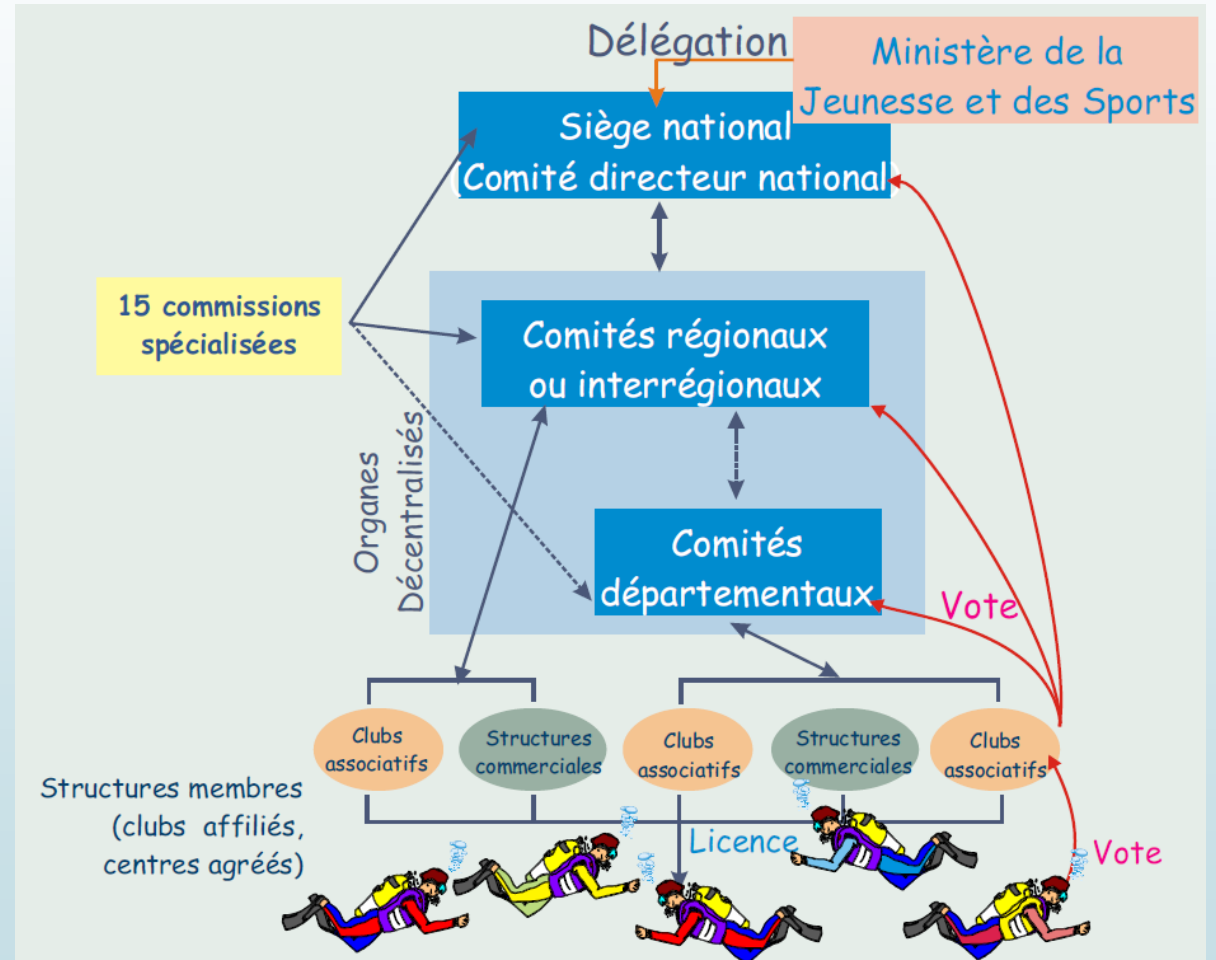 Délégation
Ministère de la
Jeunesse et des Sports
Siège national
(Comité directeur national)
15 commissions
spécialisées
Comités régionaux
ou interrégionaux
Organes
Décentralisés
Comités
départementaux
Vote
Clubs
associatifs
Structures
commerciales
Clubs
associatifs
Structures
commerciales
Clubs
associatifs
Structures membres
(clubs affiliés,
centres agréés)
Licence
Vote